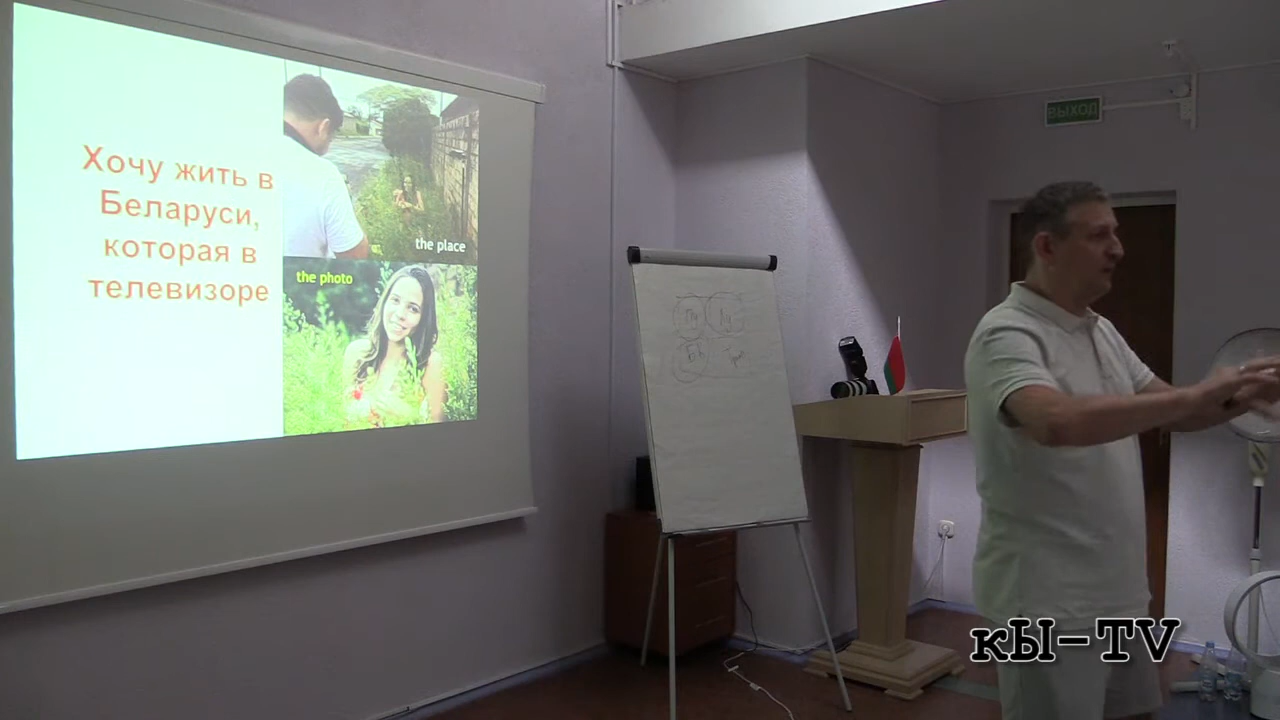 Хочу жить в
Беларуси,
которая в
телевизоре
the place
the photo
ВЫХОД
кЫ-TV